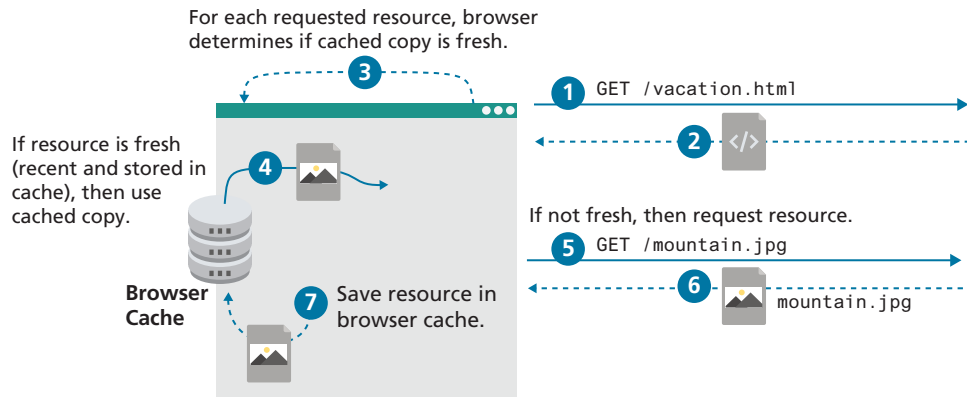 For each requested resource, browser
determines if cached copy is fresh.
3
1 GET /vacation.html
2 </>
If resource is fresh
(recent and stored in
cache), then use
cached copy.
4
If not fresh, then request resource.
5 GET /mountain.jpg
6
mountain.jpg
Browser
Cache
7 Save resource in
browser cache.